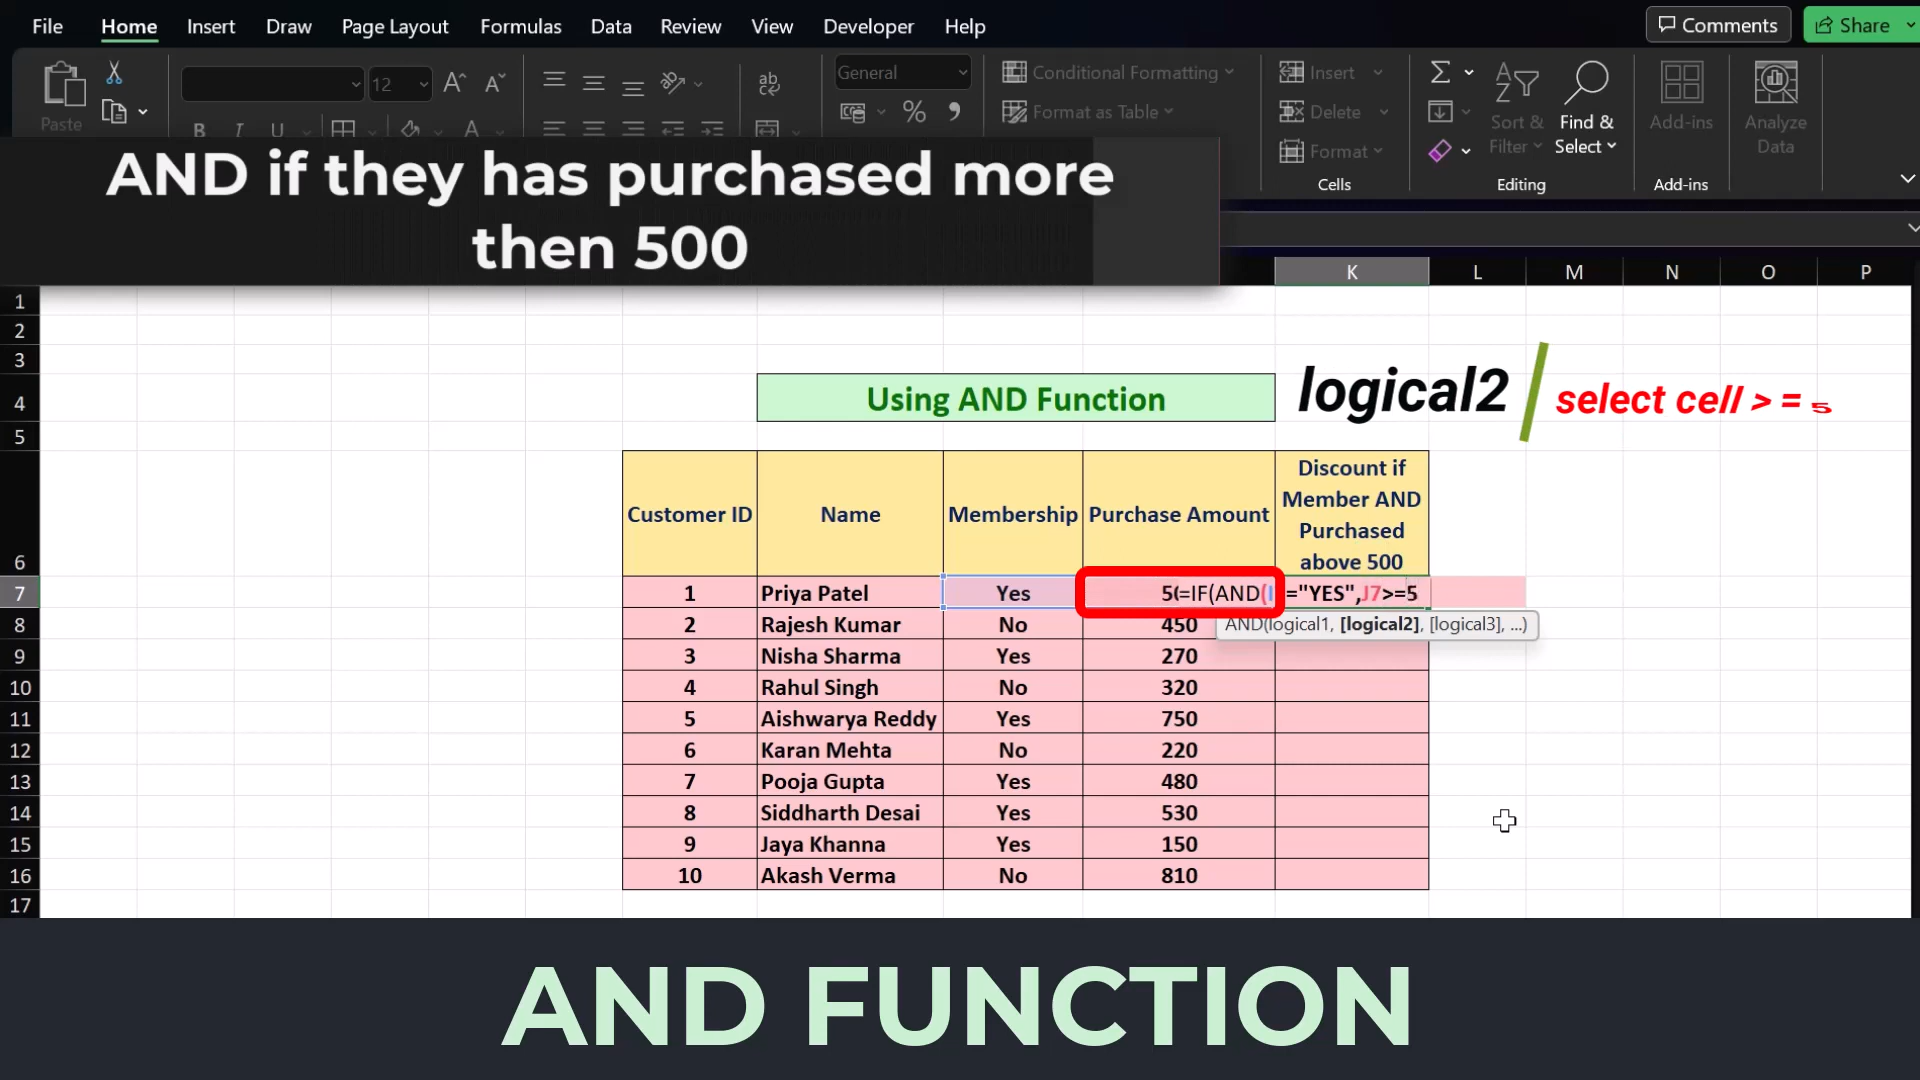 File Home Insert Draw Page Layout Formulas Data Review View Developer Help Comments Share
12 General Conditional Formatting Insert
Paste Format as Table Delete Sort & Filter Find & Select Add-ins Analyze Data
Format
Cells Editing Add-ins
AND if they has purchased more
then 500
K L M N O P
1
2
3
4 Using AND Function logical2 select cell > = 5
5
6 Customer ID Name Membership Purchase Amount Discount if Member AND Purchased above 500
7 1 Priya Patel Yes =IF(AND(I ="YES",J7>=5
8 2 Rajesh Kumar No 450 AND(logical1, [logical2], [logical3], ...)
9 3 Nisha Sharma Yes 270
10 4 Rahul Singh No 320
11 5 Aishwarya Reddy Yes 750
12 6 Karan Mehta No 220
13 7 Pooja Gupta Yes 480
14 8 Siddharth Desai Yes 530
15 9 Jaya Khanna Yes 150
16 10 Akash Verma No 810
17
AND FUNCTION